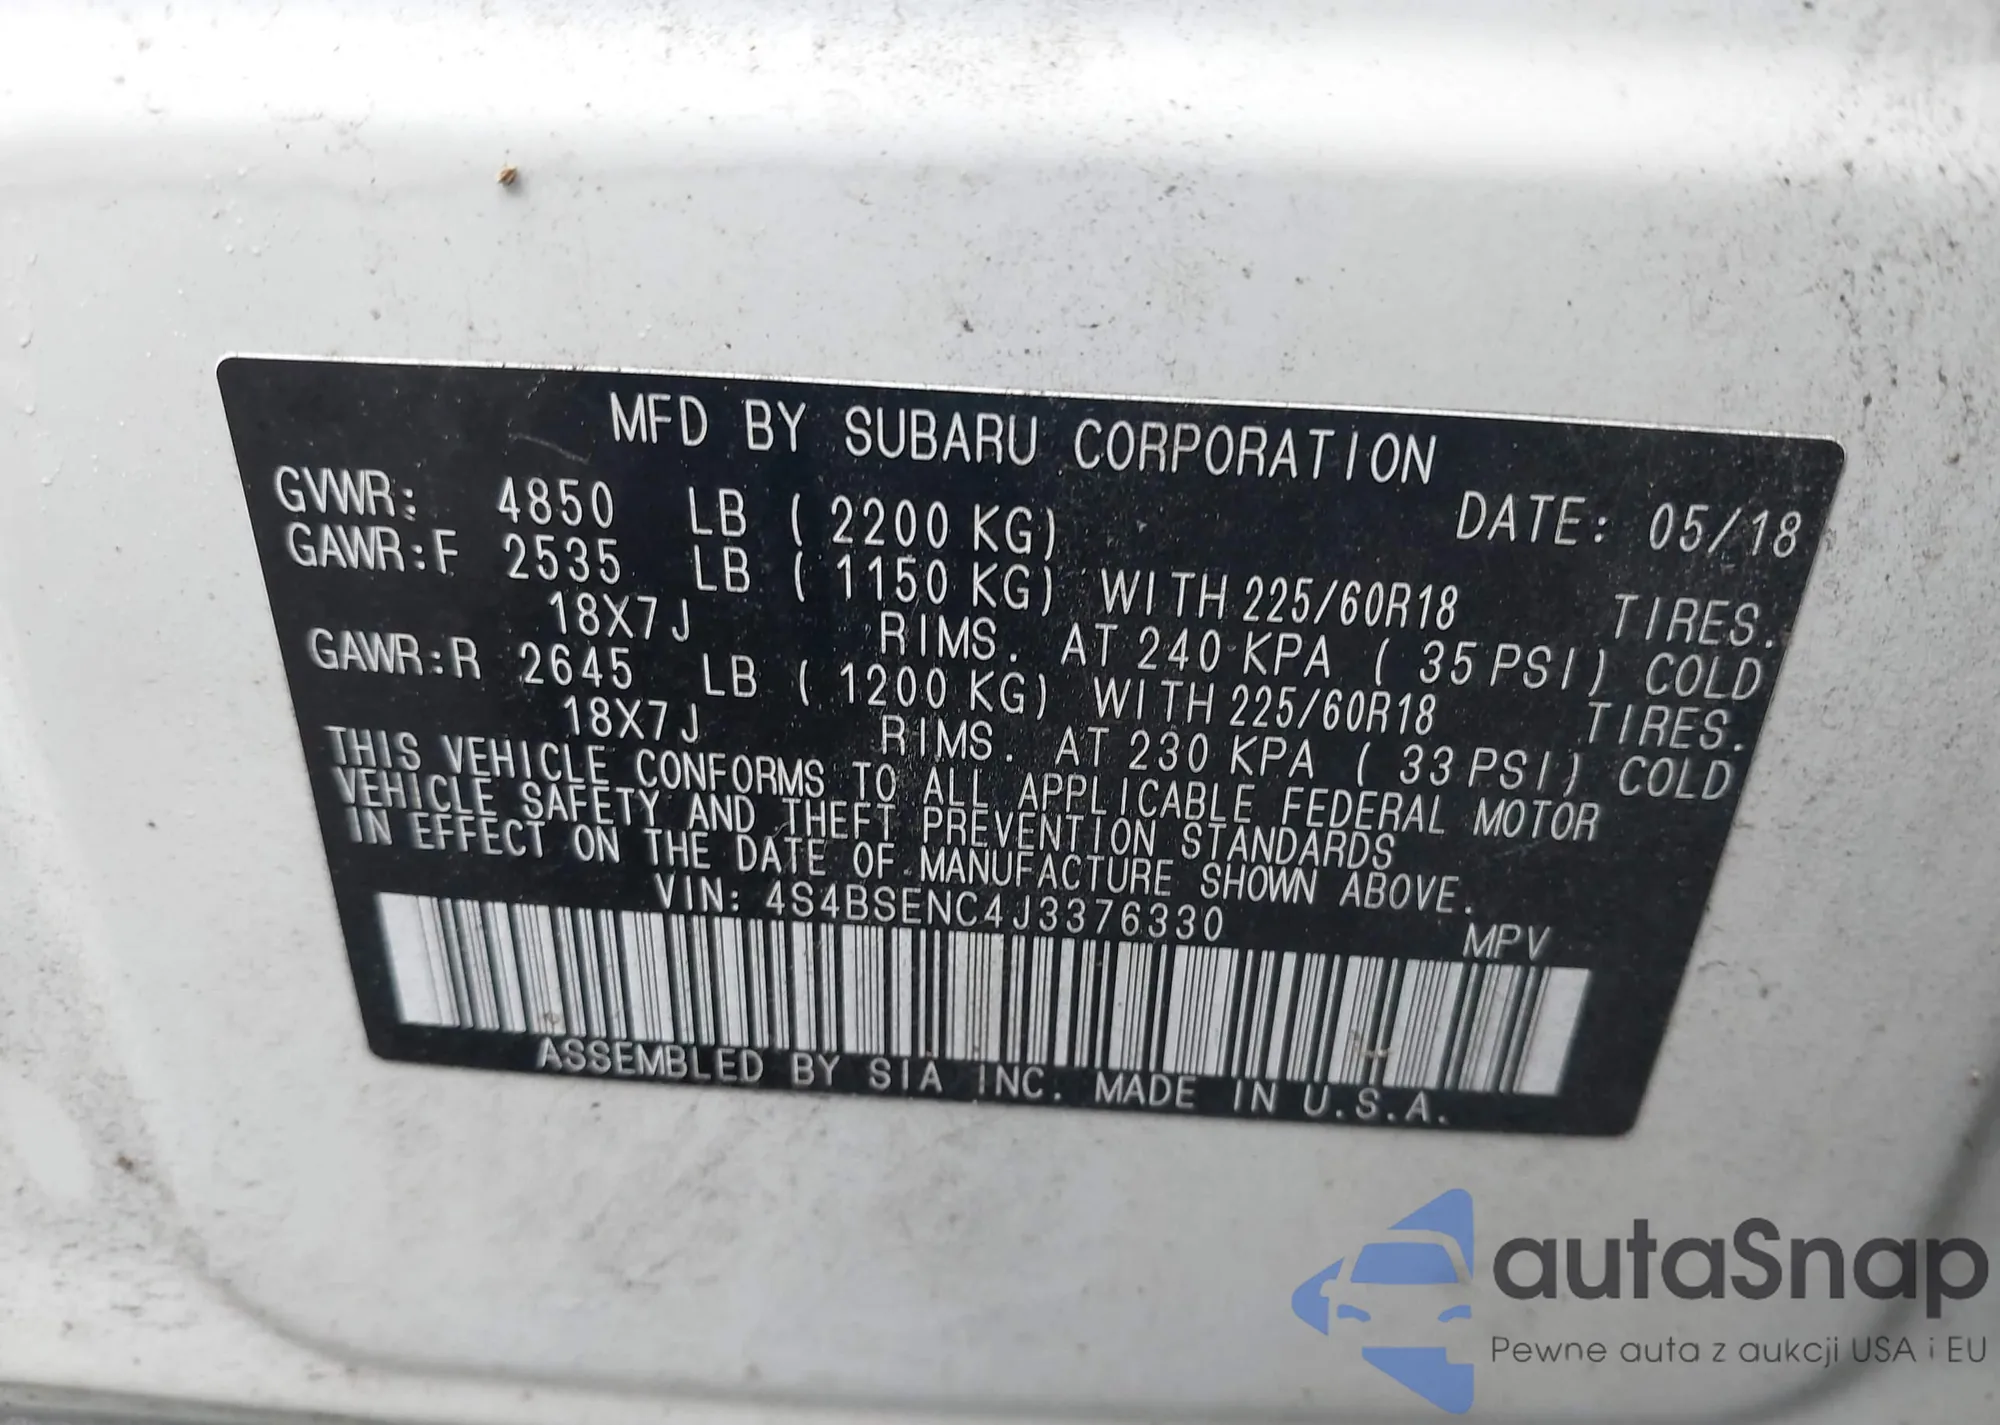 MFD BY SUBARU CORPORATION
GVWR: 4850 LB ( 2200 KG) DATE: 05/18
GAWR:F 2535 LB ( 1150 KG) WITH 225/60R18 TIRES.
18X7J RIMS. AT 240 KPA ( 35 PSI) COLD
GAWR:R 2645 LB ( 1200 KG) WITH 225/60R18 TIRES.
18X7J RIMS. AT 230 KPA ( 33 PSI) COLD
THIS VEHICLE CONFORMS TO ALL APPLICABLE FEDERAL MOTOR
VEHICLE SAFETY AND THEFT PREVENTION STANDARDS
IN EFFECT ON THE DATE OF MANUFACTURE SHOWN ABOVE.
VIN: 4S4BSENC4J3376330 MPV
ASSEMBLED BY SIA INC. MADE IN U.S.A.
autaSnap
Pewne auta z aukcji USA i EU